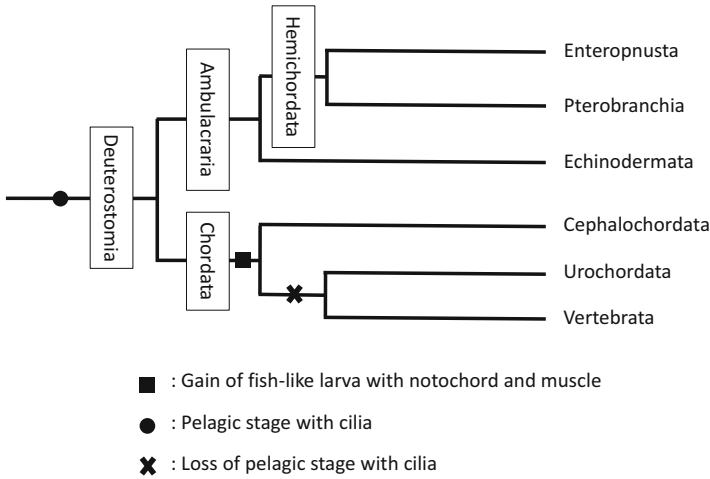 Enteropnusta
Hemichordata
Pterobranchia
Ambulacraria
Echinodermata
Deuterostomia
Cephalochordata
Chordata
Urochordata
Vertebrata
: Gain of fish-like larva with notochord and muscle
: Pelagic stage with cilia
: Loss of pelagic stage with cilia